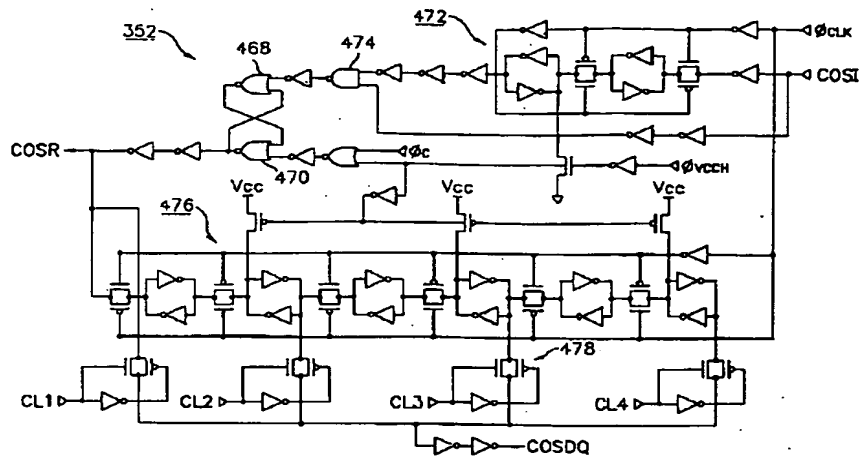 352
468
474
472
ØCLK
COSI
COSR
470
ØC
ØVCCH
476
Vcc
Vcc
Vcc
478
CL1
CL2
CL3
CL4
COSDQ